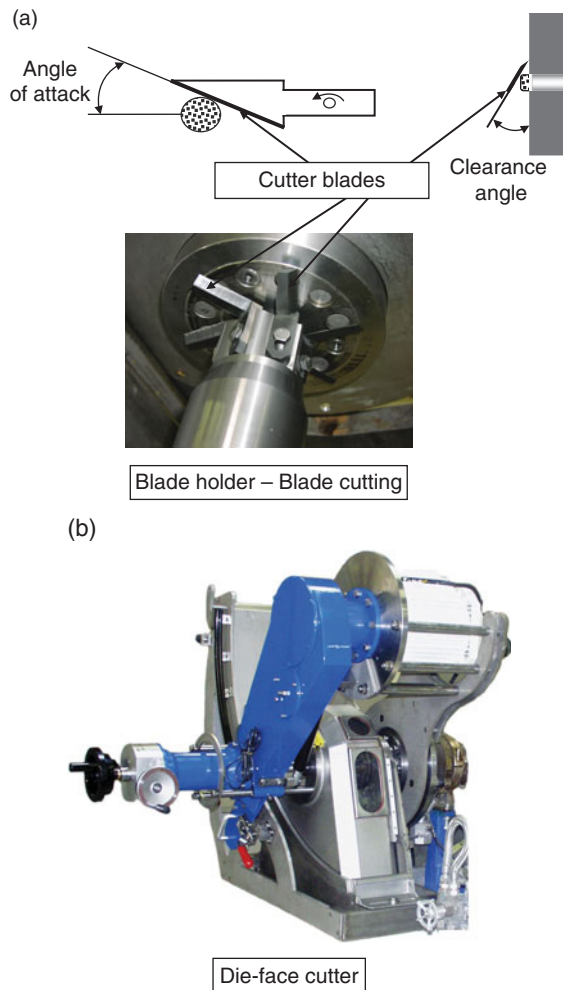 (a)
Angle
of attack
Cutter blades
Clearance
angle
Blade holder – Blade cutting
(b)
Die-face cutter